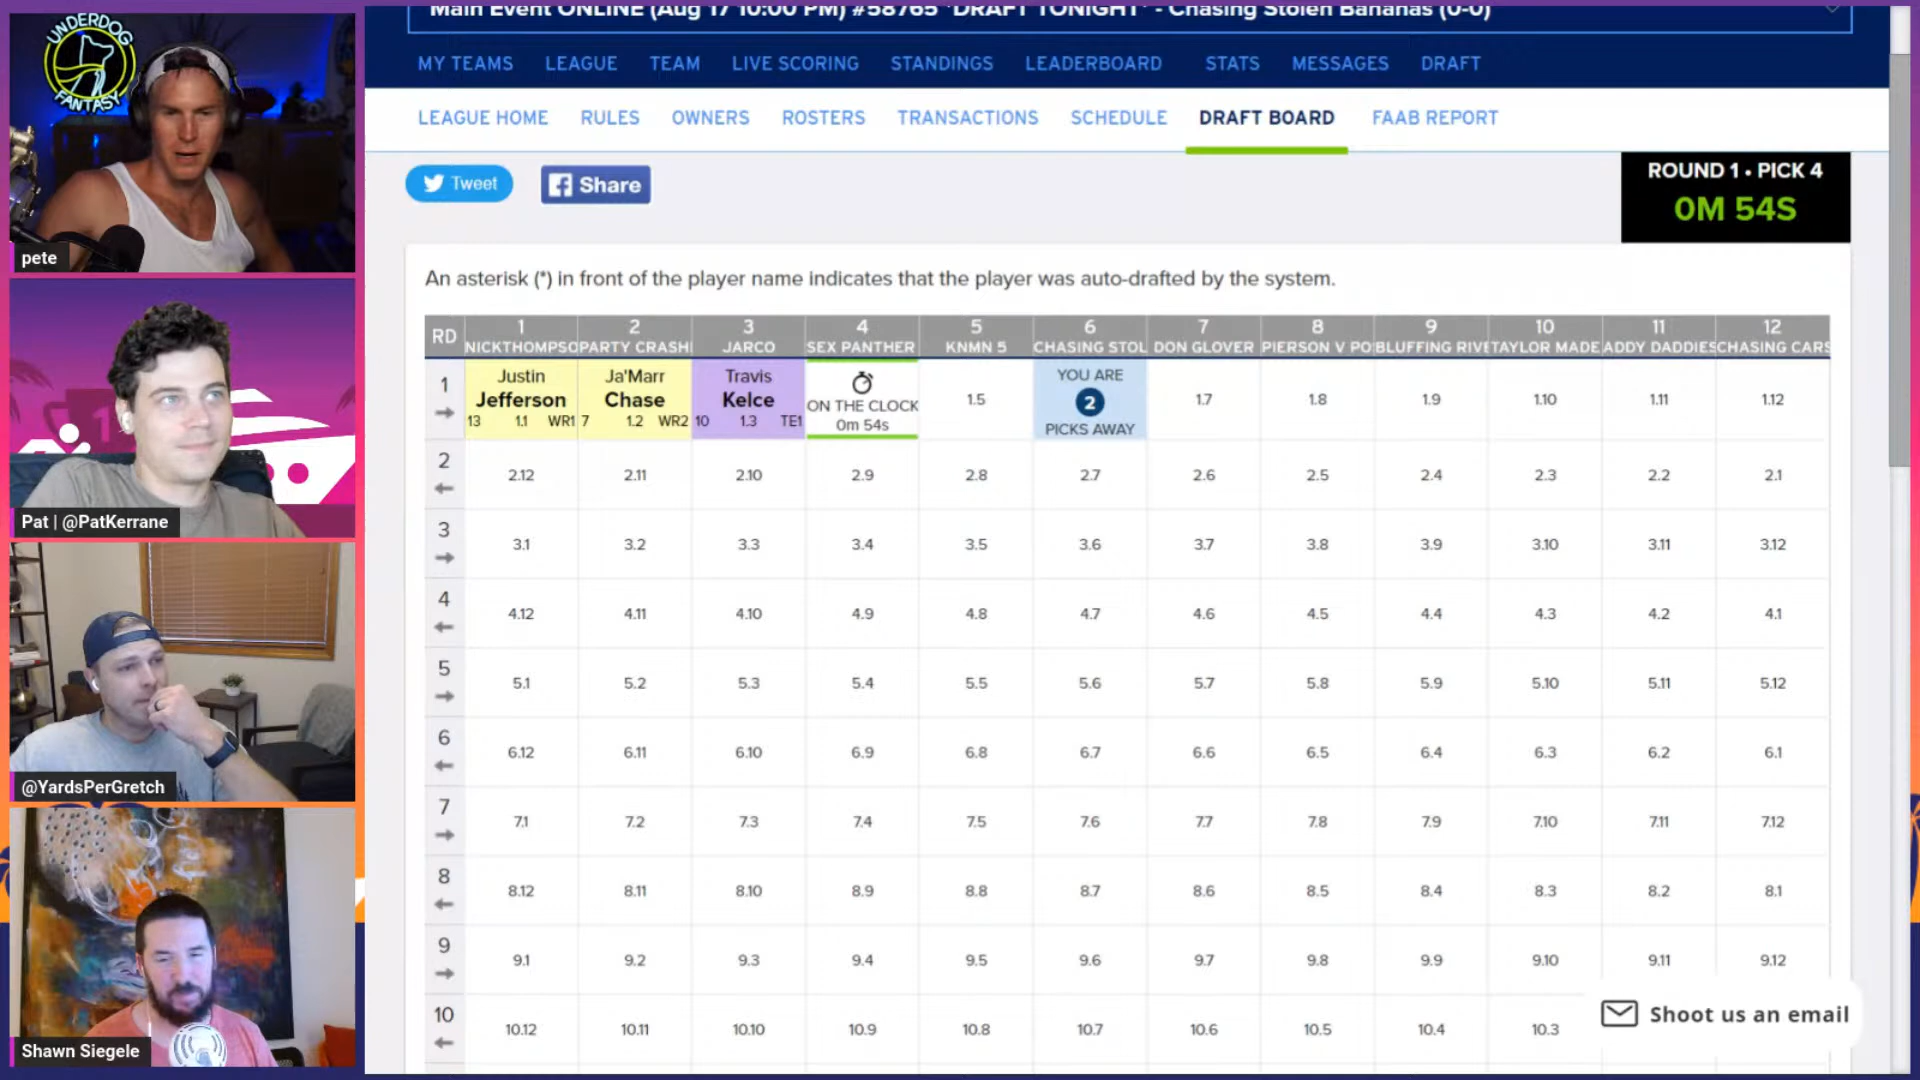 UNDERDOG
FANTASY
pete
Pat | @PatKerrane
@YardsPerGretch
Shawn Siegele
Main Event ONLINE (Aug 17 10:00 PM) #58765 *DRAFT TONIGHT* - Chasing Stolen Bananas (0-0)
MY TEAMS LEAGUE TEAM LIVE SCORING STANDINGS LEADERBOARD STATS MESSAGES DRAFT
LEAGUE HOME RULES OWNERS ROSTERS TRANSACTIONS SCHEDULE DRAFT BOARD FAAB REPORT
Tweet Share
ROUND 1 • PICK 4
0M 54S
An asterisk (*) in front of the player name indicates that the player was auto-drafted by the system.
RD 1 2 3 4 5 6 7 8 9 10 11 12
NICKTHOMPSO PARTY CRASH JARCO SEX PANTHER KNMN 5 CHASING STOL DON GLOVER PIERSON V PO BLUFFING RIVE TAYLOR MADE ADDY DADDIES CHASING CARS
1 Justin Jefferson 13 1.1 WR1 Ja'Marr Chase 7 1.2 WR2 Travis Kelce 10 1.3 TE1 ON THE CLOCK 0m 54s 1.5 YOU ARE 2 PICKS AWAY 1.7 1.8 1.9 1.10 1.11 1.12
2 2.12 2.11 2.10 2.9 2.8 2.7 2.6 2.5 2.4 2.3 2.2 2.1
3 3.1 3.2 3.3 3.4 3.5 3.6 3.7 3.8 3.9 3.10 3.11 3.12
4 4.12 4.11 4.10 4.9 4.8 4.7 4.6 4.5 4.4 4.3 4.2 4.1
5 5.1 5.2 5.3 5.4 5.5 5.6 5.7 5.8 5.9 5.10 5.11 5.12
6 6.12 6.11 6.10 6.9 6.8 6.7 6.6 6.5 6.4 6.3 6.2 6.1
7 7.1 7.2 7.3 7.4 7.5 7.6 7.7 7.8 7.9 7.10 7.11 7.12
8 8.12 8.11 8.10 8.9 8.8 8.7 8.6 8.5 8.4 8.3 8.2 8.1
9 9.1 9.2 9.3 9.4 9.5 9.6 9.7 9.8 9.9 9.10 9.11 9.12
10 10.12 10.11 10.10 10.9 10.8 10.7 10.6 10.5 10.4 10.3
Shoot us an email